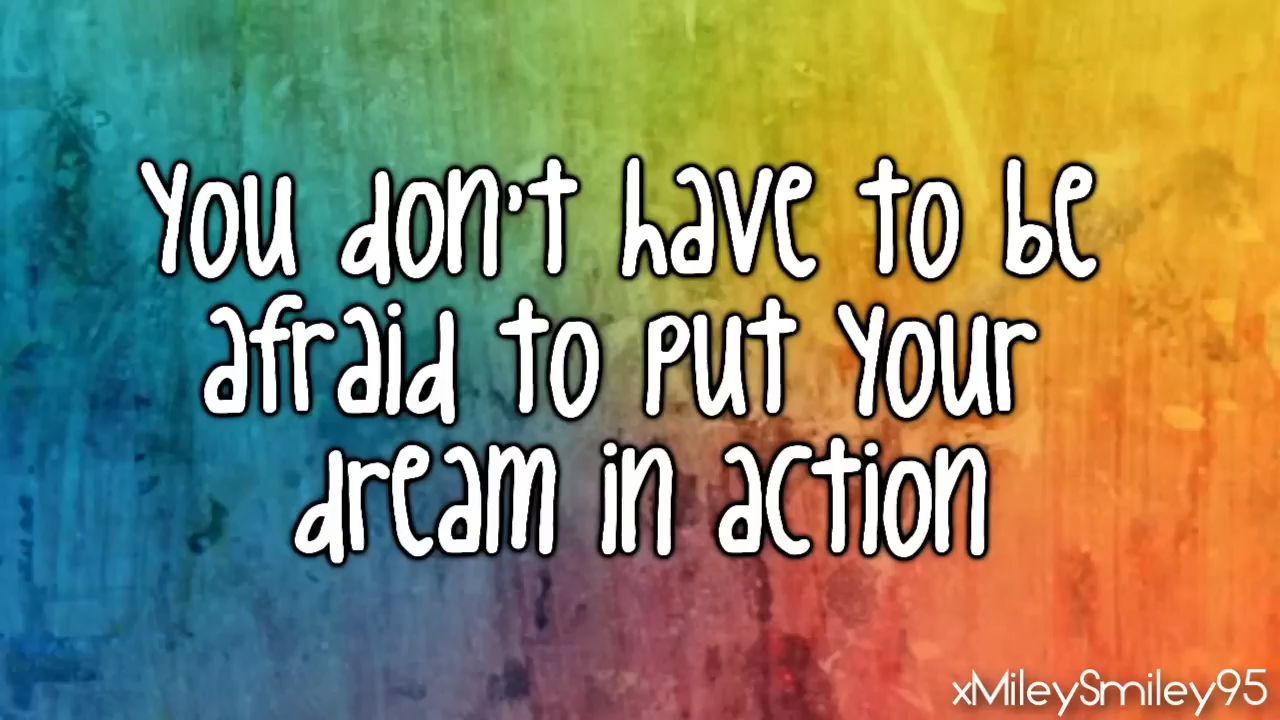 You don't have to be
afraid to put your
dream in action
xMileySmiley95